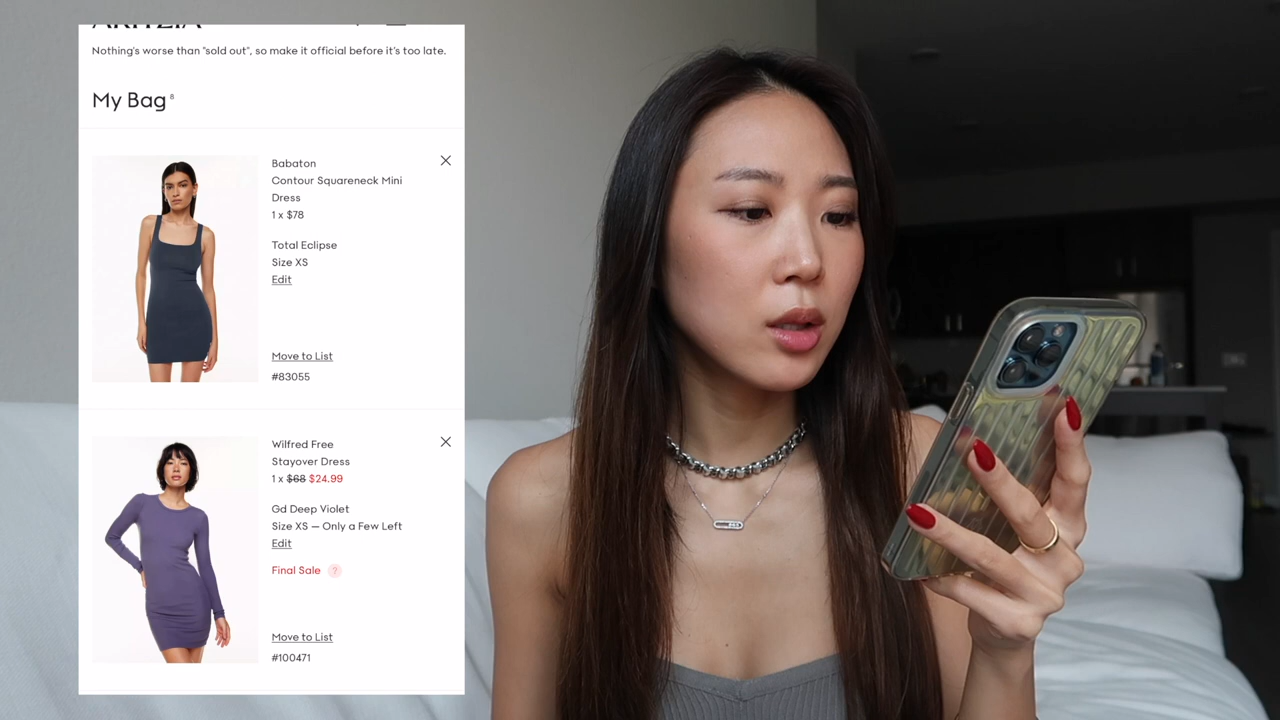 Nothing's worse than "sold out", so make it official before it's too late.
My Bag 8
Babaton
Contour Squareneck Mini
Dress
1 x $78
Total Eclipse
Size XS
Edit
Move to List
#83055
Wilfred Free
Stayover Dress
1 x $68 $24.99
Gd Deep Violet
Size XS — Only a Few Left
Edit
Final Sale ?
Move to List
#100471